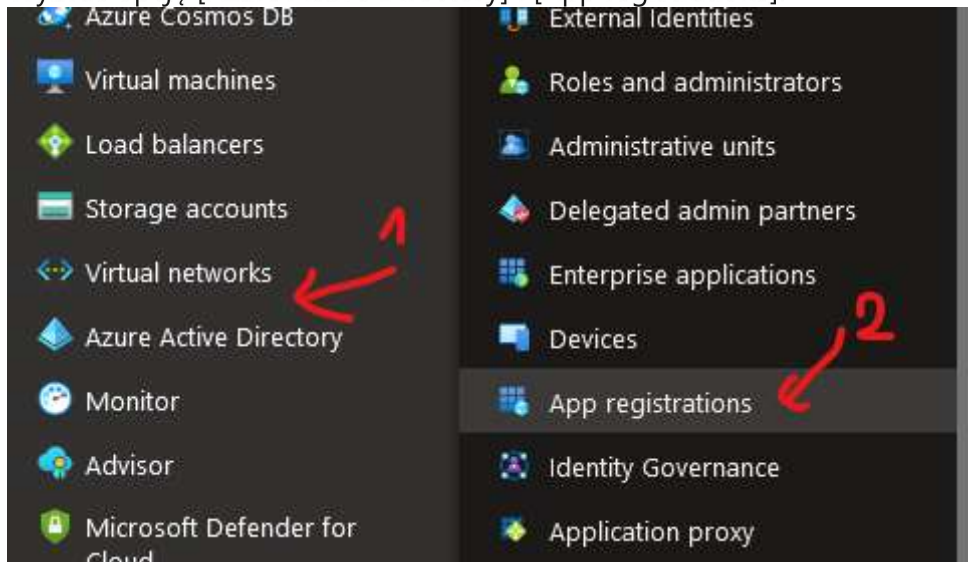 Azure Cosmos DB
Virtual machines
Load balancers
Storage accounts
Virtual networks
Azure Active Directory
Monitor
Advisor
Microsoft Defender for
Cloud
1
External Identities
Roles and administrators
Administrative units
Delegated admin partners
Enterprise applications
Devices
App registrations
Identity Governance
Application proxy
2